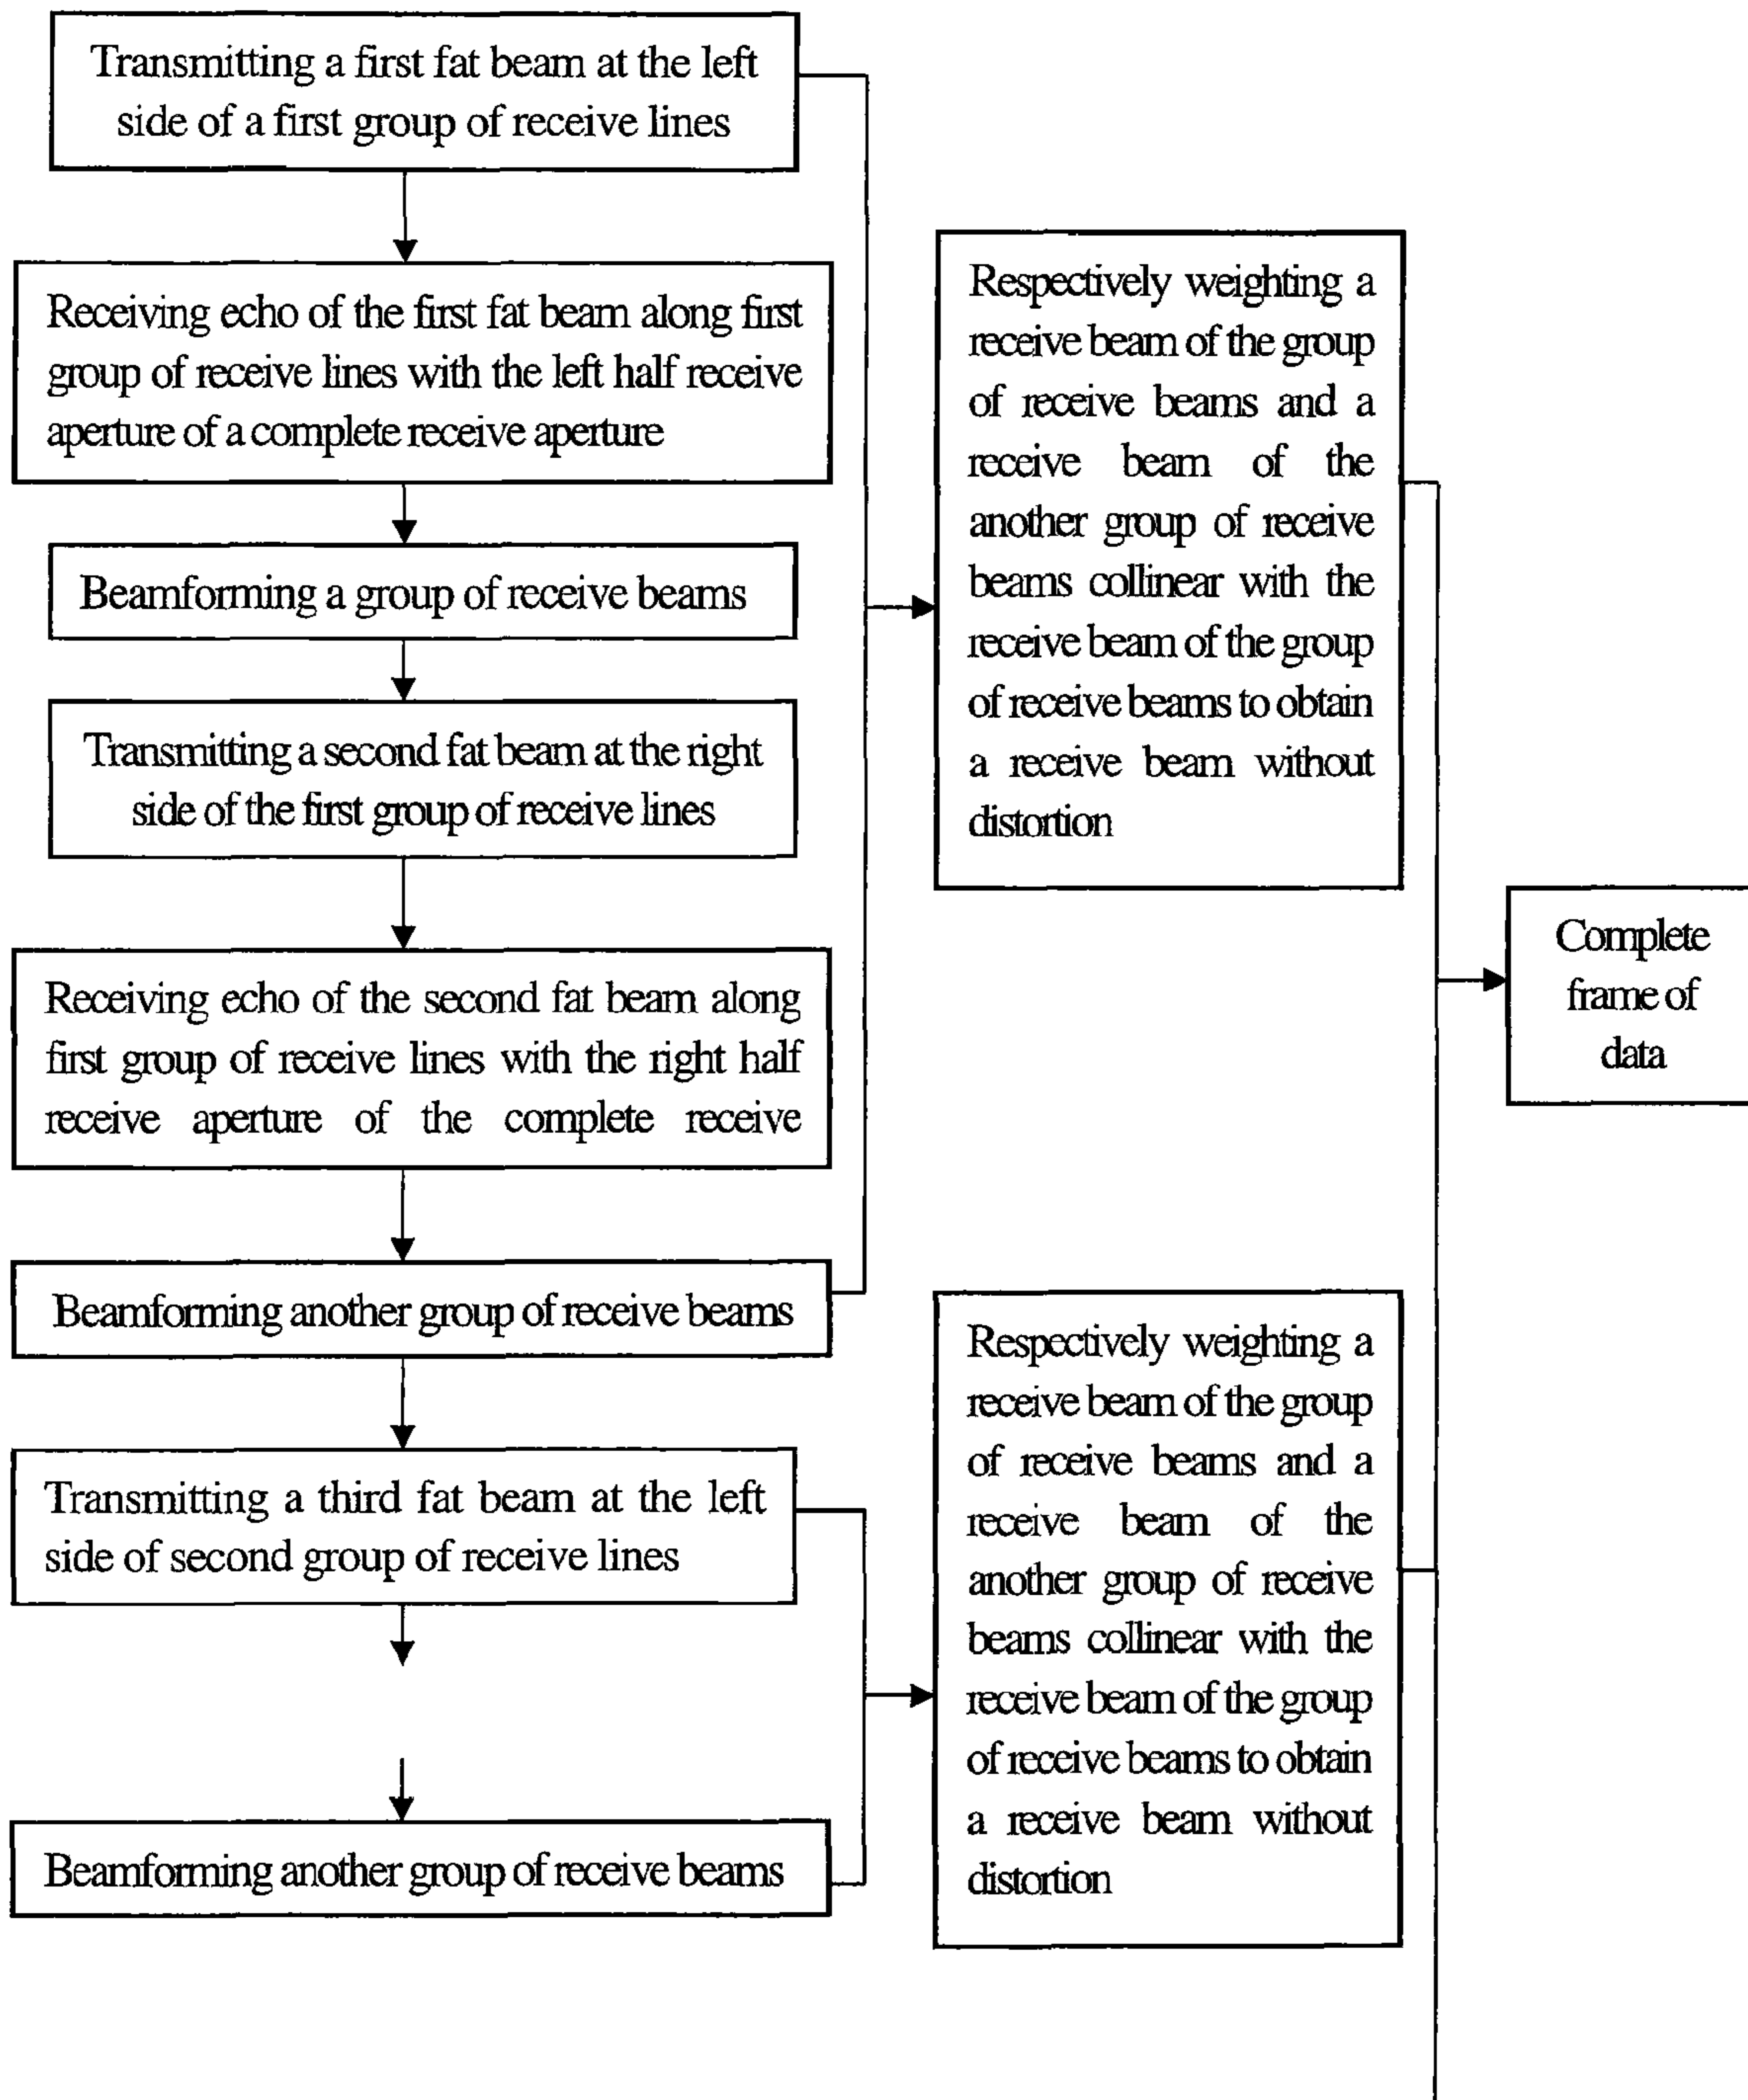 Transmitting a first fat beam at the left
side of a first group of receive lines
Receiving echo of the first fat beam along first
group of receive lines with the left half receive
aperture of a complete receive aperture
Beamforming a group of receive beams
Transmitting a second fat beam at the right
side of the first group of receive lines
Receiving echo of the second fat beam along
first group of receive lines with the right half
receive aperture of the complete receive
Beamforming another group of receive beams
Transmitting a third fat beam at the left
side of second group of receive lines
Beamforming another group of receive beams
Respectively weighting a
receive beam of the group
of receive beams and a
receive beam of the
another group of receive
beams collinear with the
receive beam of the group
of receive beams to obtain
a receive beam without
distortion
Respectively weighting a
receive beam of the group
of receive beams and a
receive beam of the
another group of receive
beams collinear with the
receive beam of the group
of receive beams to obtain
a receive beam without
distortion
Complete
frame of
data